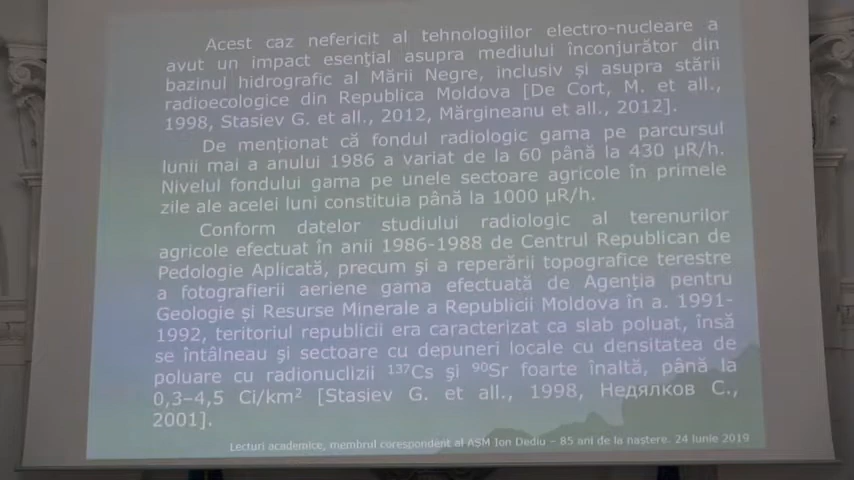 Acest caz nefericit al tehnologiilor electro-nucleare a
avut un impact esenţial asupra mediului înconjurător din
bazinul hidrografic al Mării Negre, inclusiv și asupra stării
radioecologice din Republica Moldova [De Cort, M. et all.,
1998, Stasiev G. et all., 2012, Mărgineanu et all., 2012].
De menționat că fondul radiologic gama pe parcursul
lunii mai a anului 1986 a variat de la 60 până la 430 µR/h.
Nivelul fondului gama pe unele sectoare agricole în primele
zile ale acelei luni constituia până la 1000 µR/h.
Conform datelor studiului radiologic al terenurilor
agricole efectuat în anii 1986-1988 de Centrul Republican de
Pedologie Aplicată, precum şi a reperării topografice terestre
a fotografierii aeriene gama efectuată de Agenția pentru
Geologie și Resurse Minerale a Republicii Moldova în a. 1991-
1992, teritoriul republicii era caracterizat ca slab poluat, însă
se întâlneau şi sectoare cu depuneri locale cu densitatea de
poluare cu radionuclizii ¹³⁷Cs şi ⁹⁰Sr foarte înaltă, până la
0,3–4,5 Ci/km² [Stasiev G. et all., 1998, Недялков С.,
2001].
Lecturi academice, membrul corespondent al AȘM Ion Dediu – 85 ani de la naștere. 24 Iunie 2019